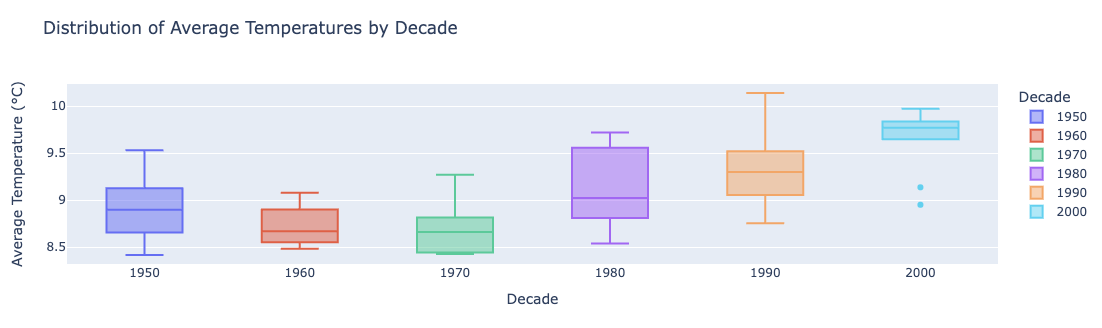 Distribution of Average Temperatures by Decade
Average Temperature (°C)
10
9.5
9
8.5
1950 1960 1970 1980 1990 2000
Decade
Decade
1950
1960
1970
1980
1990
2000